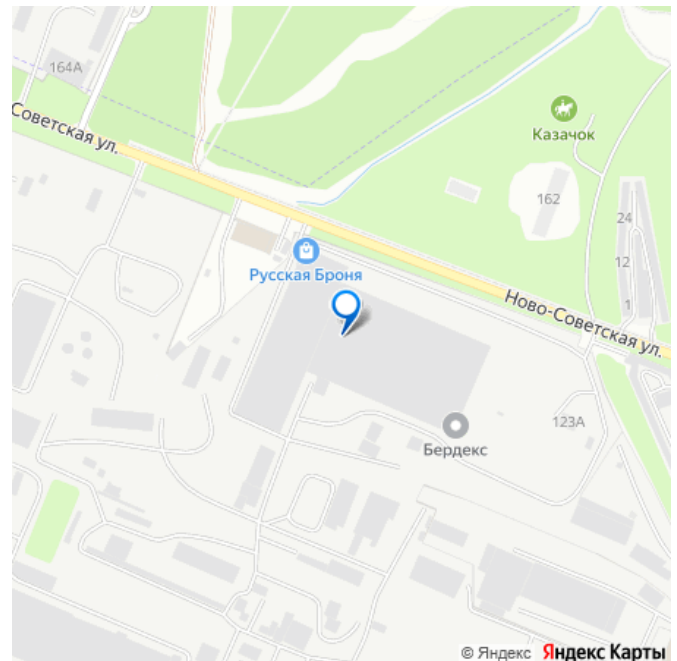 164А
Советская ул.
Казачок
162
24
12
1
Русская Броня
Ново-Советская ул.
123А
Бердекс
© Яндекс Яндекс Карты